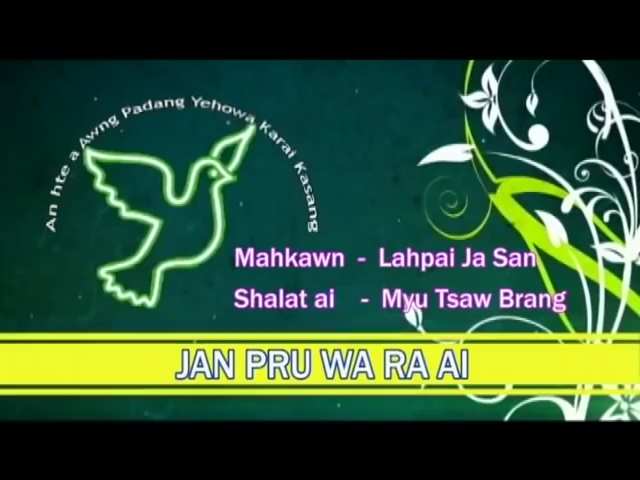 An hte a Awng Padang Yehowa Karai Kasang
Mahkawn - Lahpai Ja San
Shalat ai - Myu Tsaw Brang
JAN PRU WA RA AI